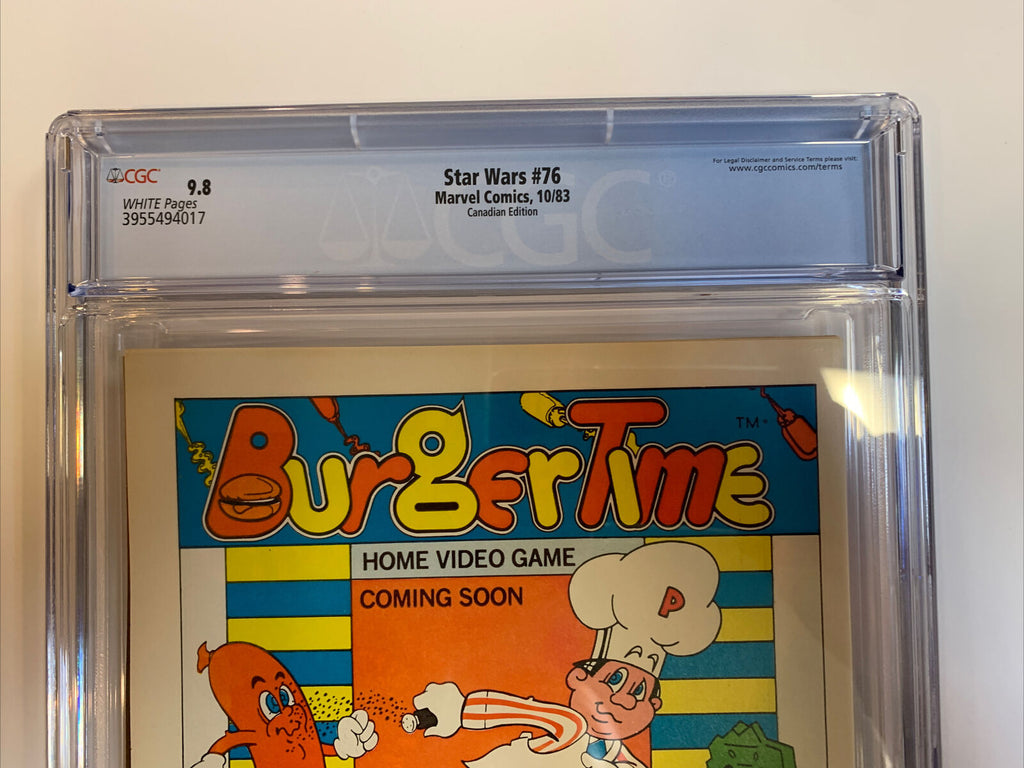 CGC
9.8
WHITE Pages
3955494017
Star Wars #76
Marvel Comics, 10/83
Canadian Edition
For Legal Disclaimer and Service Terms please visit:
www.cgccomics.com/terms
CGC®
BurgerTime TM
HOME VIDEO GAME
COMING SOON
P